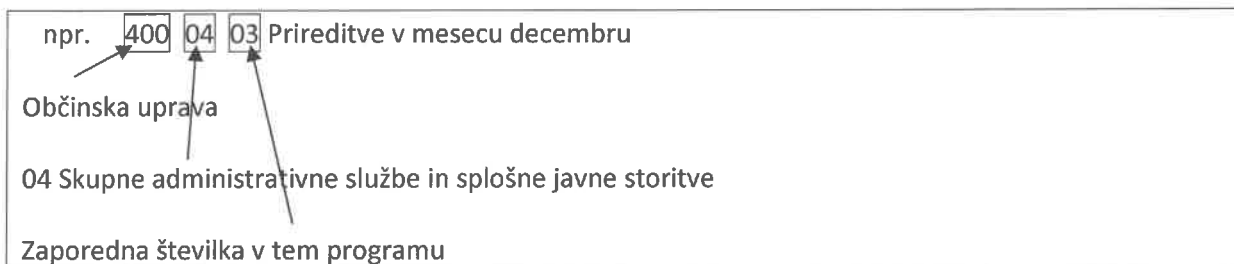 npr. 400 04 03 Prireditve v mesecu decembru
Občinska uprava
04 Skupne administrativne službe in splošne javne storitve
Zaporedna številka v tem programu